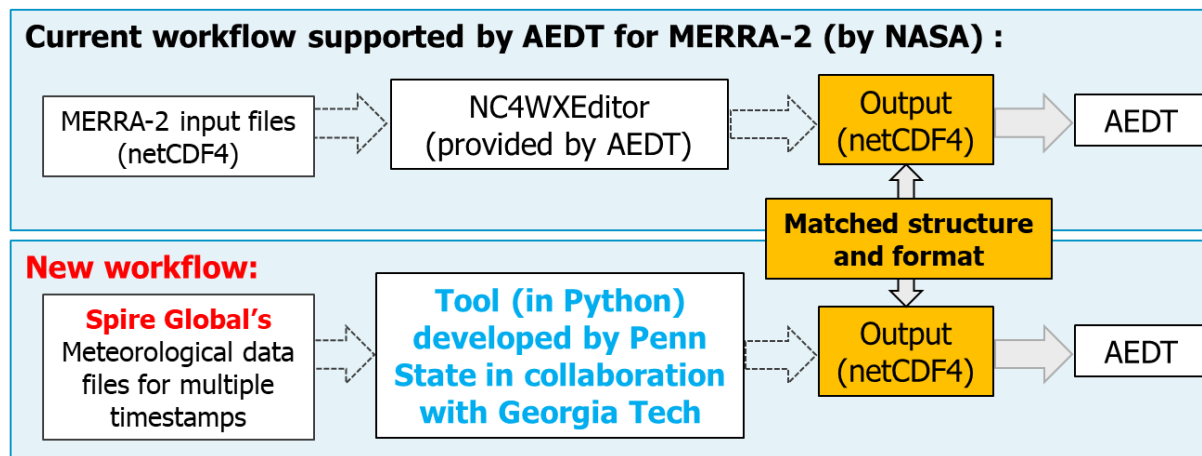 Current workflow supported by AEDT for MERRA-2 (by NASA) :
MERRA-2 input files
(netCDF4)
NC4WXEditor
(provided by AEDT)
Output
(netCDF4)
AEDT
Matched structure
and format
New workflow:
Spire Global’s
Meteorological data
files for multiple
timestamps
Tool (in Python)
developed by Penn
State in collaboration
with Georgia Tech
Output
(netCDF4)
AEDT